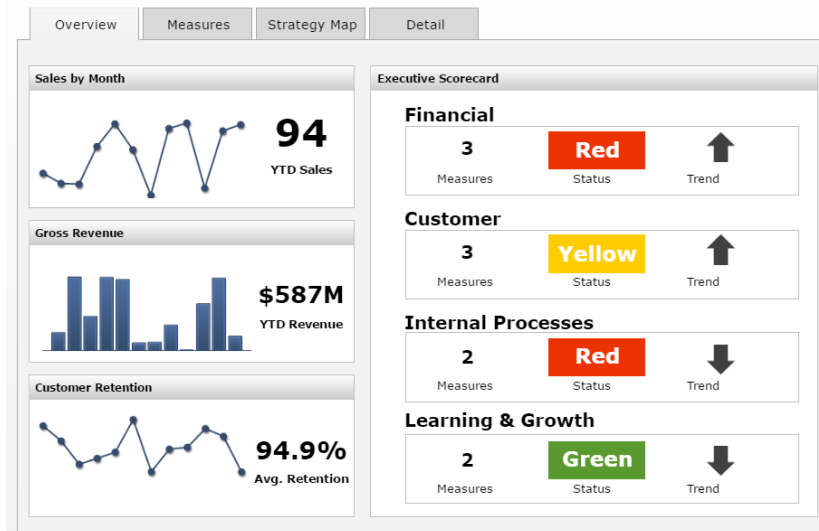 Overview
Measures
Strategy Map
Detail
Sales by Month
94
YTD Sales
Gross Revenue
$587M
YTD Revenue
Customer Retention
94.9%
Avg. Retention
Executive Scorecard
Financial
3
Red
Measures
Status
Trend
Customer
3
Yellow
Measures
Status
Trend
Internal Processes
2
Red
Measures
Status
Trend
Learning & Growth
2
Green
Measures
Status
Trend